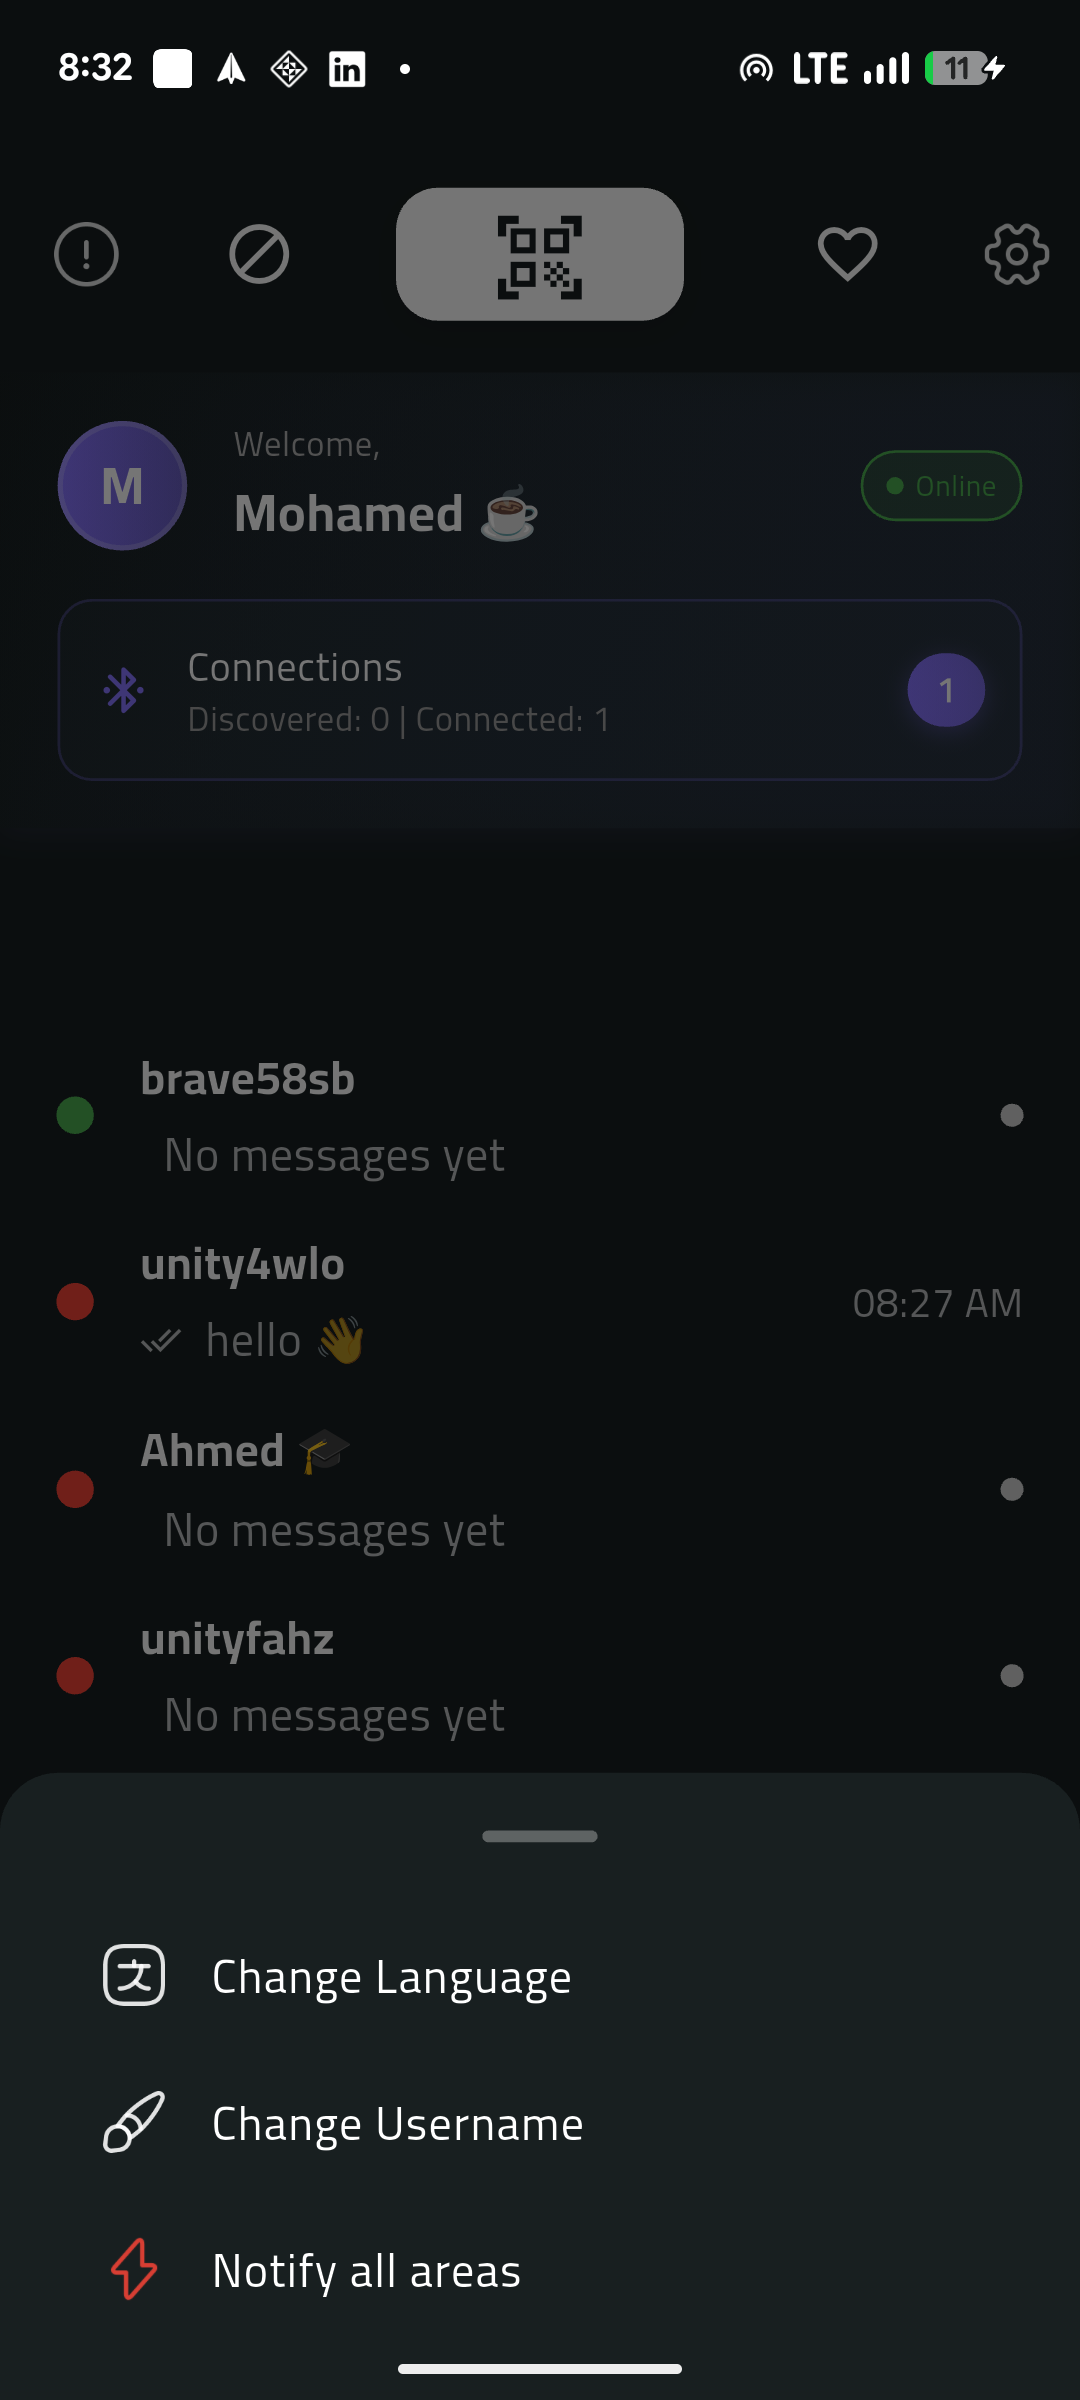 8:32
LTE
11
Welcome,
M
Mohamed ☕
Online
Connections
Discovered: 0 | Connected: 1
1
brave58sb
No messages yet
unity4wlo
08:27 AM
hello 👋
Ahmed 🎓
No messages yet
unityfahz
No messages yet
Change Language
Change Username
Notify all areas